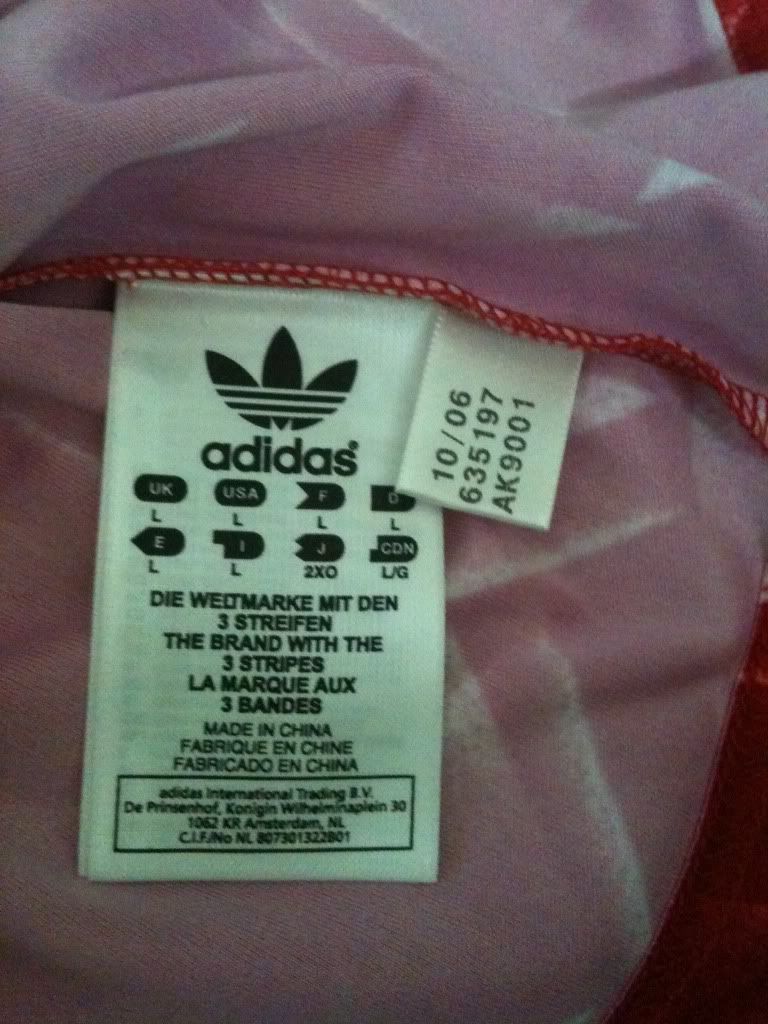 adidas
UK USA F D
L L L L
E I J CDN
L L 2XO L/G
DIE WELTMARKE MIT DEN
3 STREIFEN
THE BRAND WITH THE
3 STRIPES
LA MARQUE AUX
3 BANDES
MADE IN CHINA
FABRIQUE EN CHINE
FABRICADO EN CHINA
adidas International Trading B.V.
De Prinsenhof, Konigin Wilhelminaplein 30
1062 KR Amsterdam, NL
C.I.F./No NL 807301322B01
10/06
635197
AK9001